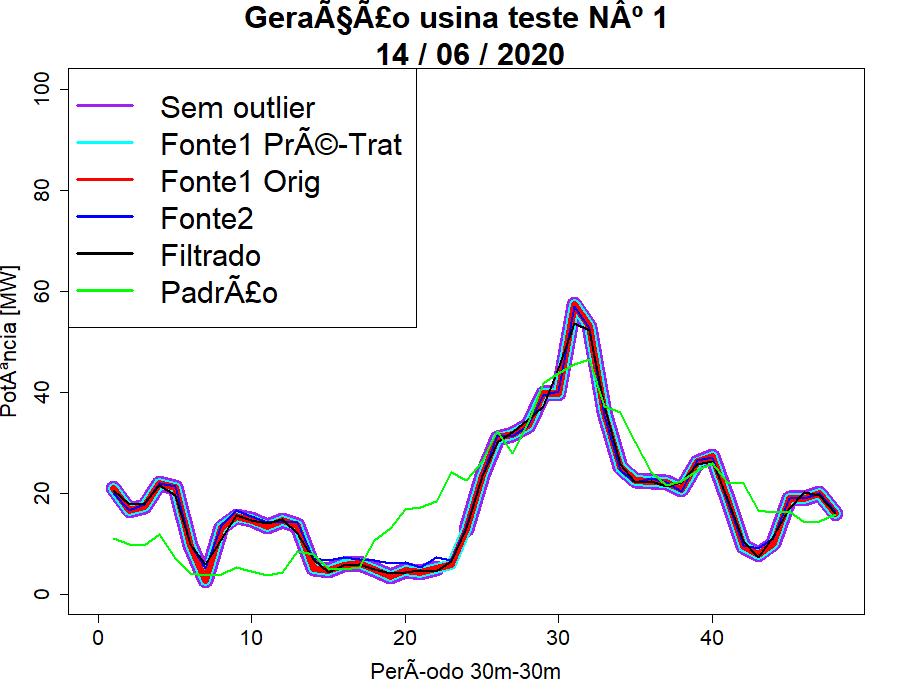 GeraÃ§Ã£o usina teste NÂº 1
14 / 06 / 2020
Sem outlier
Fonte1 PrÃ©-Trat
Fonte1 Orig
Fonte2
Filtrado
PadrÃ£o
PotÃªncia [MW]
100
80
60
40
20
0
0 10 20 30 40
PerÃ­-odo 30m-30m